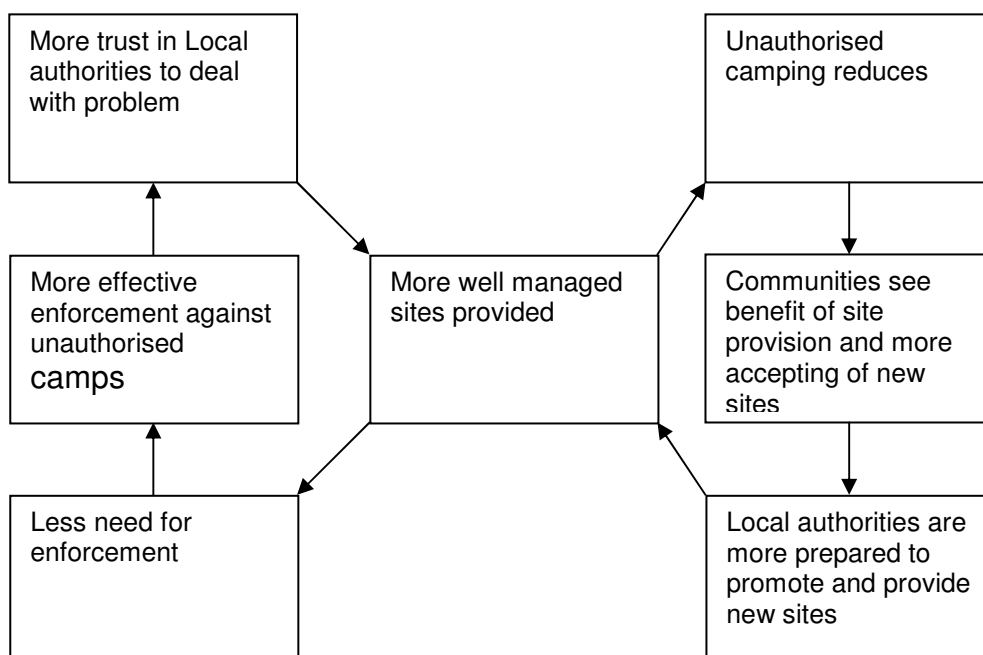 More trust in Local
authorities to deal
with problem
Unauthorised
camping reduces
More effective
enforcement against
unauthorised
camps
More well managed
sites provided
Communities see
benefit of site
provision and more
accepting of new
sites
Less need for
enforcement
Local authorities are
more prepared to
promote and provide
new sites